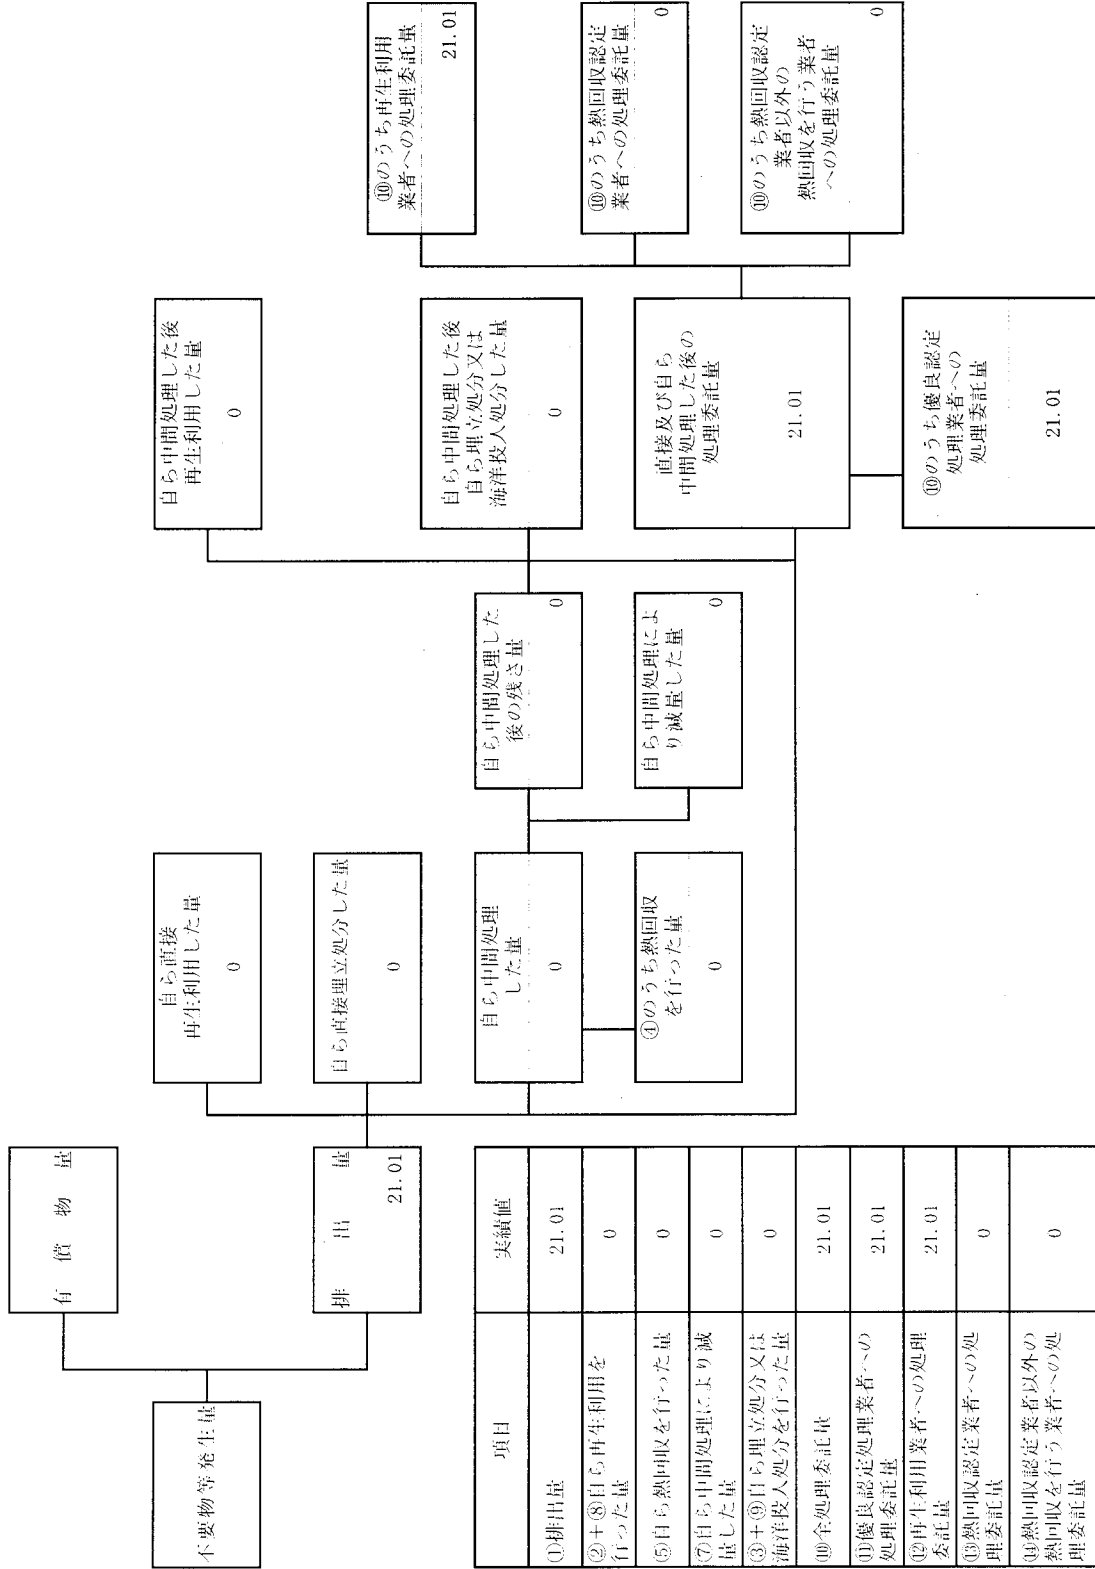 不要物等発生量
有 償 物 量
排 出 量
21.01
自ら直接
再生利用した量
0
自ら直接埋立処分した量
0
自ら中間処理
した量
0
④のうち熱回収
を行った量
0
自ら中間処理した
後の残さ量
0
自ら中間処理によ
り減量した量
0
自ら中間処理した後
再生利用した量
0
自ら中間処理した後
自ら埋立処分又は
海洋投入処分した量
0
直接及び自ら
中間処理した後の
処理委託量
21.01
⑩のうち優良認定
処理業者への
処理委託量
21.01
⑩のうち再生利用
業者への処理委託量
21.01
⑩のうち熱回収認定
業者への処理委託量
0
⑩のうち熱回収認定
業者以外の
熱回収を行う業者
への処理委託量
0
項目 実績値
①排出量 21.01
②+⑧自ら再生利用を
行った量 0
⑤自ら熱回収を行った量 0
⑦自ら中間処理により減
量した量 0
③+⑨自ら埋立処分又は
海洋投入処分を行った量 0
⑩全処理委託量 21.01
⑪優良認定処理業者への
処理委託量 21.01
⑫再生利用業者への処理
委託量 21.01
⑬熱回収認定業者への処
理委託量 0
⑭熱回収認定業者以外の
熱回収を行う業者への処
理委託量 0